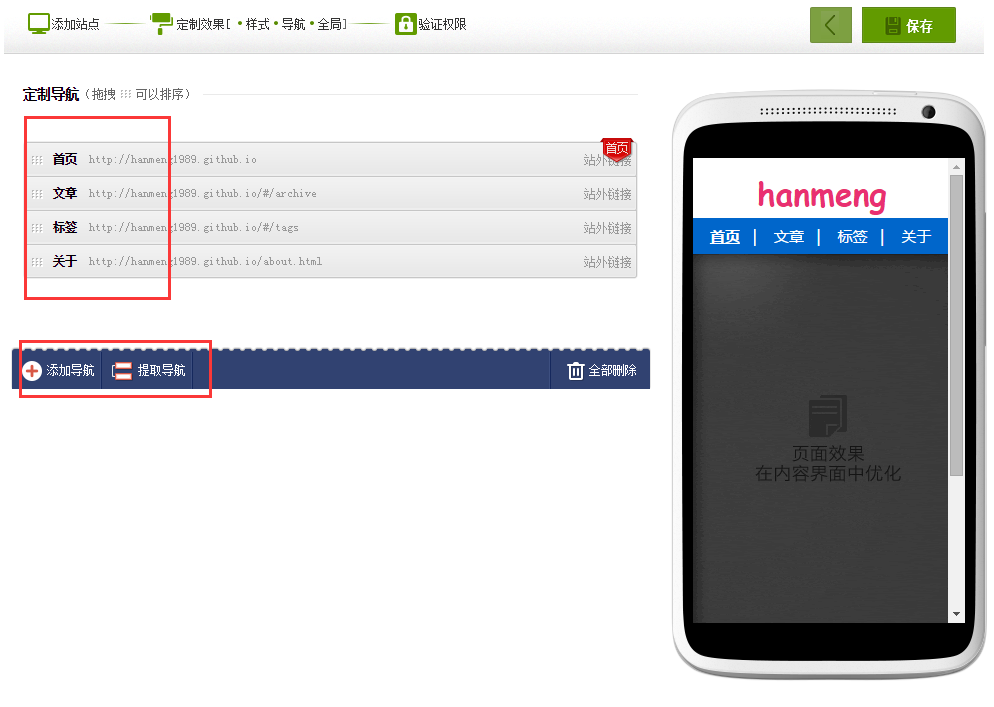 添加站点 定制效果[ •样式•导航•全局] 验证权限 保存
定制导航(拖拽 可以排序)
首页
首页 http://hanmeng1989.github.io 站外链接
文章 http://hanmeng1989.github.io/#/archive 站外链接
标签 http://hanmeng1989.github.io/#/tags 站外链接
关于 http://hanmeng1989.github.io/about.html 站外链接
添加导航 提取导航 全部删除
hanmeng
首页 | 文章 | 标签 | 关于
页面效果
在内容界面中优化